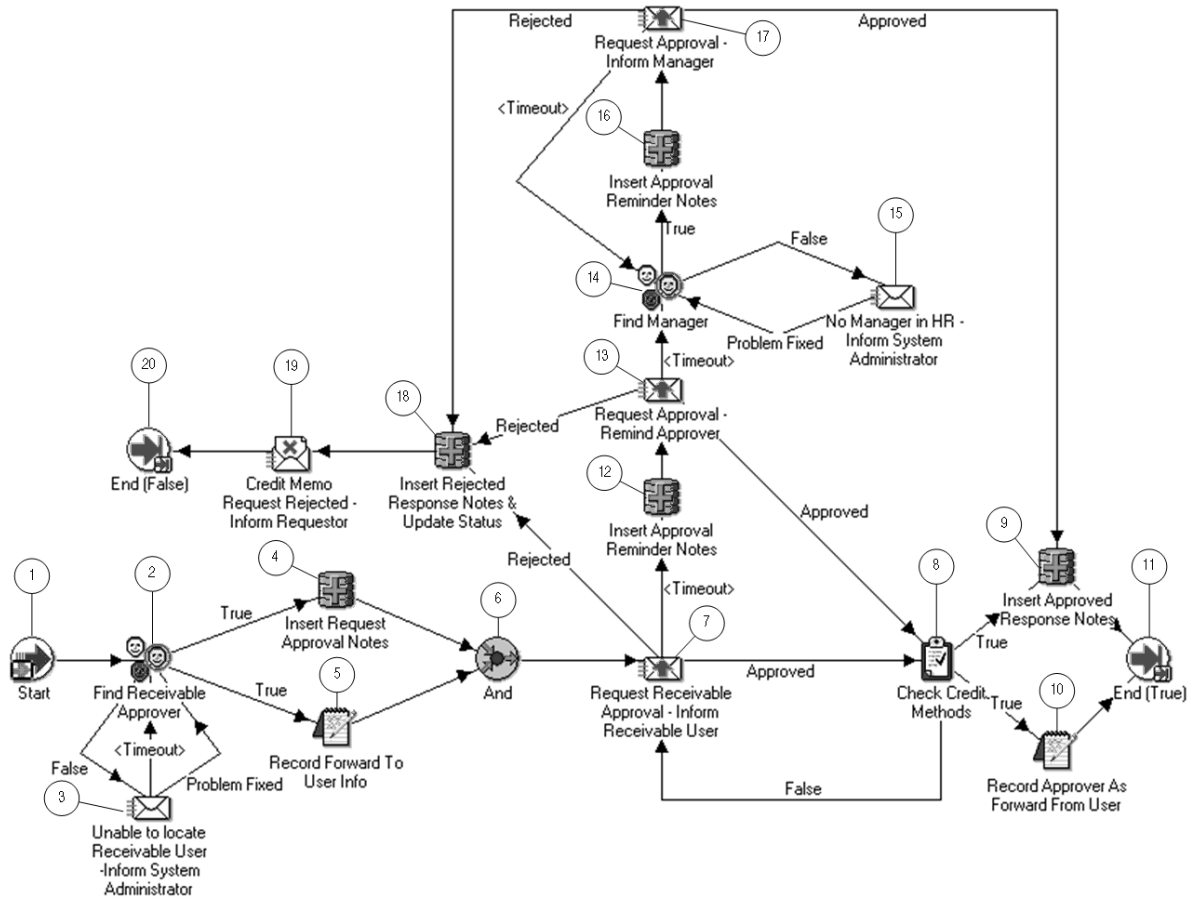 Rejected
Approved
17
Request Approval -
Inform Manager
<Timeout>
16
Insert Approval
Reminder Notes
True
15
False
14
Find Manager
No Manager in HR -
Inform System
Administrator
Problem Fixed
<Timeout>
13
Request Approval -
Remind Approver
20
19
18
Rejected
End (False)
Credit Memo
Request Rejected -
Inform Requestor
Insert Rejected
Response Notes &
Update Status
12
Insert Approval
Reminder Notes
Approved
Rejected
<Timeout>
9
Insert Approved
Response Notes
1
2
4
Insert Request
Approval Notes
True
6
7
8
11
Start
Find Receivable
Approver
True
5
Record Forward To
User Info
And
Request Receivable
Approval - Inform
Receivable User
Approved
Check Credit
Methods
True
True
End (True)
10
Record Approver As
Forward From User
False
<Timeout>
False
Problem Fixed
3
Unable to locate
Receivable User
-Inform System
Administrator